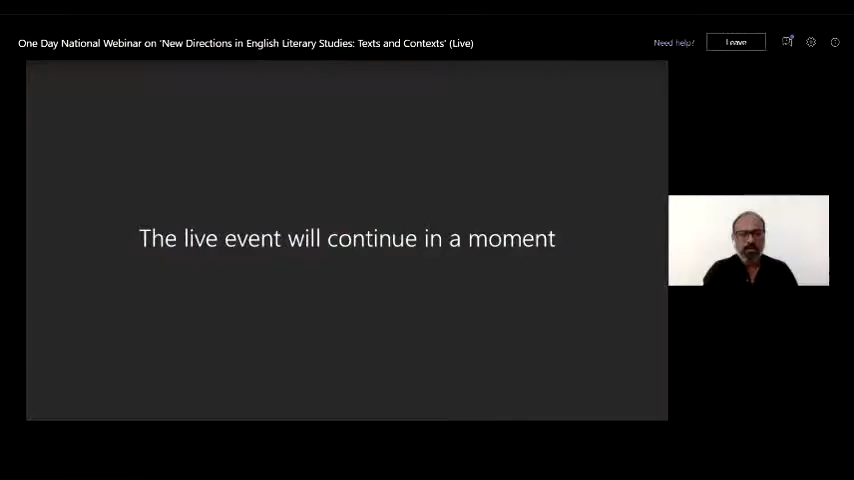 One Day National Webinar on 'New Directions in English Literary Studies: Texts and Contexts' (Live)
Need help?
Leave
The live event will continue in a moment